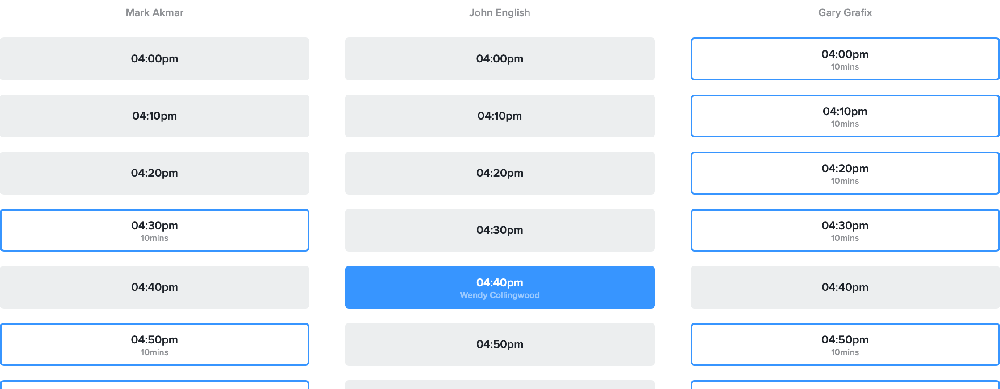 Mark Akmar
John English
Gary Grafix
04:00pm
04:00pm
04:00pm
10mins
04:10pm
04:10pm
04:10pm
10mins
04:20pm
04:20pm
04:20pm
10mins
04:30pm
10mins
04:30pm
04:30pm
10mins
04:40pm
04:40pm
Wendy Collingwood
04:40pm
04:50pm
10mins
04:50pm
04:50pm
10mins